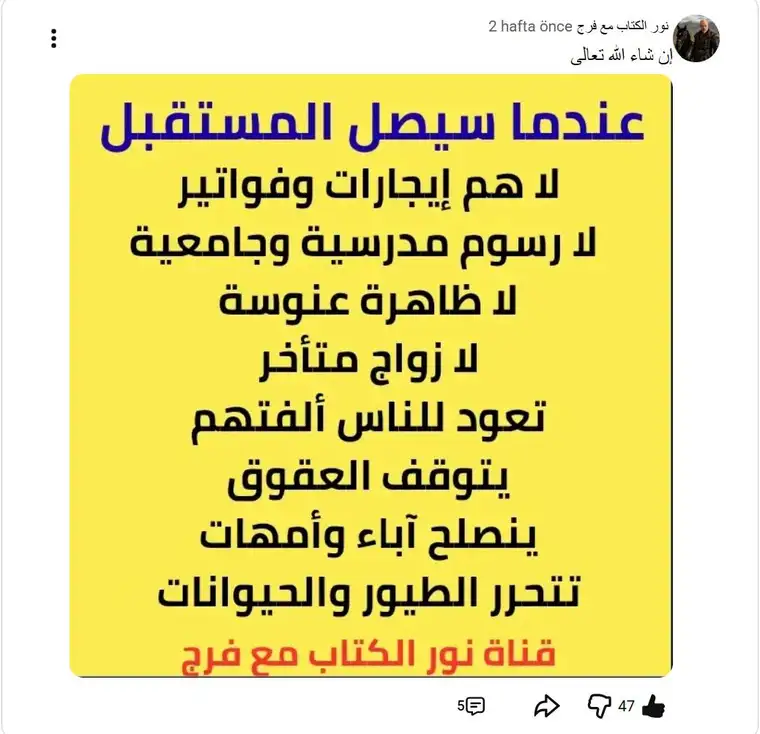 نور الكتاب مع فرج 2 hafta önce
إن شاء الله تعالى
عندما سيصل المستقبل
لا هم إيجارات وفواتير
لا رسوم مدرسية وجامعية
لا ظاهرة عنوسة
لا زواج متأخر
تعود للناس ألفتهم
يتوقف العقوق
ينصلح آباء وأمهات
تتحرر الطيور والحيوانات
قناة نور الكتاب مع فرج
47 5